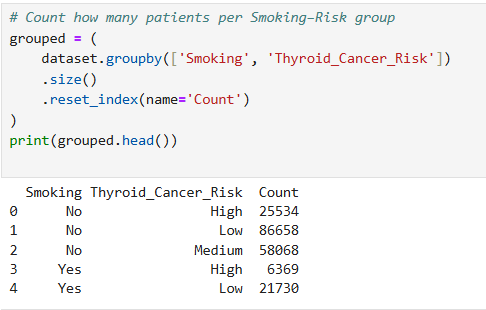 # Count how many patients per Smoking–Risk group
grouped = (
    dataset.groupby(['Smoking', 'Thyroid_Cancer_Risk'])
    .size()
    .reset_index(name='Count')
)
print(grouped.head())
  Smoking Thyroid_Cancer_Risk  Count
0      No                High  25534
1      No                 Low  86658
2      No              Medium  58068
3     Yes                High   6369
4     Yes                 Low  21730